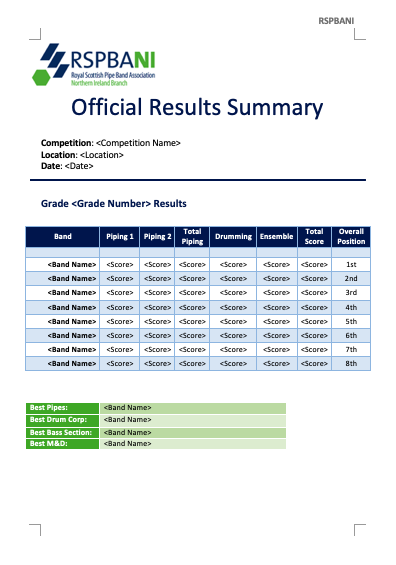 RSPBANI
RSPBANI
Royal Scottish Pipe Band Association
Northern Ireland Branch
Official Results Summary
Competition: <Competition Name>
Location: <Location>
Date: <Date>
Grade <Grade Number> Results
Band Piping 1 Piping 2 Total Piping Drumming Ensemble Total Score Overall Position
<Band Name> <Score> <Score> <Score> <Score> <Score> <Score> 1st
<Band Name> <Score> <Score> <Score> <Score> <Score> <Score> 2nd
<Band Name> <Score> <Score> <Score> <Score> <Score> <Score> 3rd
<Band Name> <Score> <Score> <Score> <Score> <Score> <Score> 4th
<Band Name> <Score> <Score> <Score> <Score> <Score> <Score> 5th
<Band Name> <Score> <Score> <Score> <Score> <Score> <Score> 6th
<Band Name> <Score> <Score> <Score> <Score> <Score> <Score> 7th
<Band Name> <Score> <Score> <Score> <Score> <Score> <Score> 8th
Best Pipes: <Band Name>
Best Drum Corp: <Band Name>
Best Bass Section: <Band Name>
Best M&D: <Band Name>